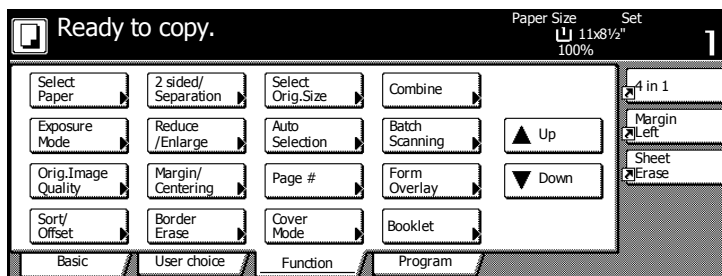 Ready to copy.
Paper Size
Set
11x8½"
100%
1
Select
Paper
2 sided/
Separation
Select
Orig.Size
Combine
Exposure
Mode
Reduce
/Enlarge
Auto
Selection
Batch
Scanning
Up
Orig.Image
Quality
Margin/
Centering
Page #
Form
Overlay
Down
Sort/
Offset
Border
Erase
Cover
Mode
Booklet
4 in 1
Margin
Left
Sheet
Erase
Basic
User choice
Function
Program